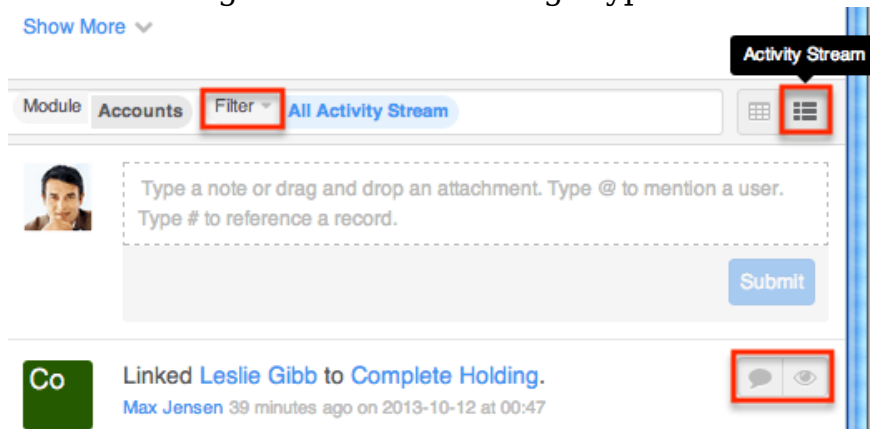 Show More
Activity Stream
Module Accounts Filter All Activity Stream
Type a note or drag and drop an attachment. Type @ to mention a user.
Type # to reference a record.
Submit
Co Linked Leslie Gibb to Complete Holding.
Max Jensen 39 minutes ago on 2013-10-12 at 00:47